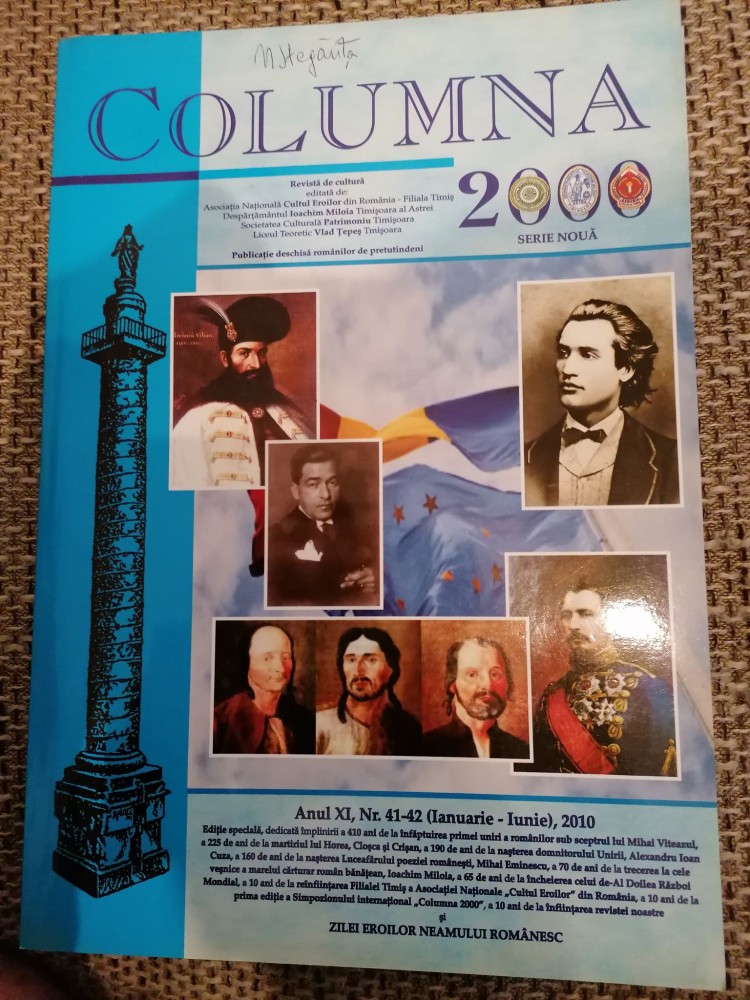 COLUMNA
Revistă de cultură
editată de:
Asociația Națională Cultul Eroilor din România - Filiala Timiș
Despărțământul Ioachim Miloia Timișoara al Astrei
Societatea Culturală Patrimoniu Timișoara
Liceul Teoretic Vlad Țepeș Tmișoara
Publicație deschisă românilor de pretutindeni
2000
SERIE NOUĂ
Anul XI, Nr. 41-42 (Ianuarie - Iunie), 2010
Ediție specială, dedicată împlinirii a 410 ani de la înfăptuirea primei uniri a românilor sub sceptrul lui Mihai Viteazul,
a 225 de ani de la martiriul lui Horea, Cloșca și Crișan, a 190 de ani de la nașterea domnitorului Unirii, Alexandru Ioan
Cuza, a 160 de ani de la nașterea Luceafărului poeziei românești, Mihai Eminescu, a 70 de ani de la trecerea la cele
veșnice a marelui cărturar român bănățean, Ioachim Miloia, a 65 de ani de la încheierea celui de-Al Doilea Război
Mondial, a 10 ani de la reînființarea Filialei Timiș a Asociației Naționale „Cultul Eroilor" din România, a 10 ani de la
prima ediție a Simpozionului internațional „Columna 2000", a 10 ani de la înființarea revistei noastre
și
ZILEI EROILOR NEAMULUI ROMÂNESC